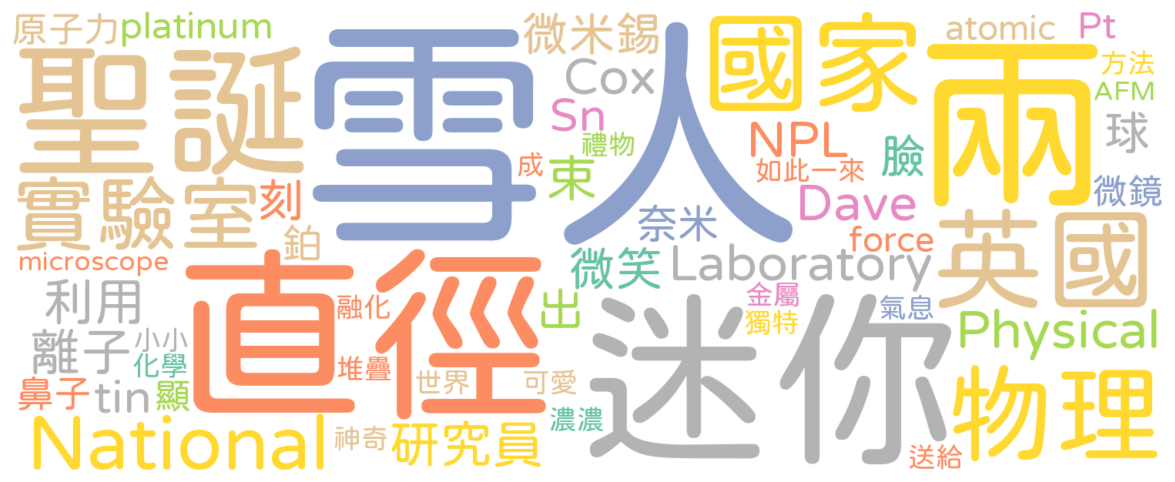 原子力
platinum
微米錫
國家
atomic
Pt
聖誕
雪人
Cox
兩
方法
AFM
Sn
禮物
NPL
球
成
束
如此一來
臉
實驗室
刻
Dave
微鏡
鉑
奈米
英國
microscope
微笑
Laboratory
force
利用
直徑
融化
出
迷你
金屬
氣息
離子
小小
獨特
Physical
化學
堆疊
鼻子
tin
顯
世界
可愛
物理
濃濃
National
神奇
研究員
送給